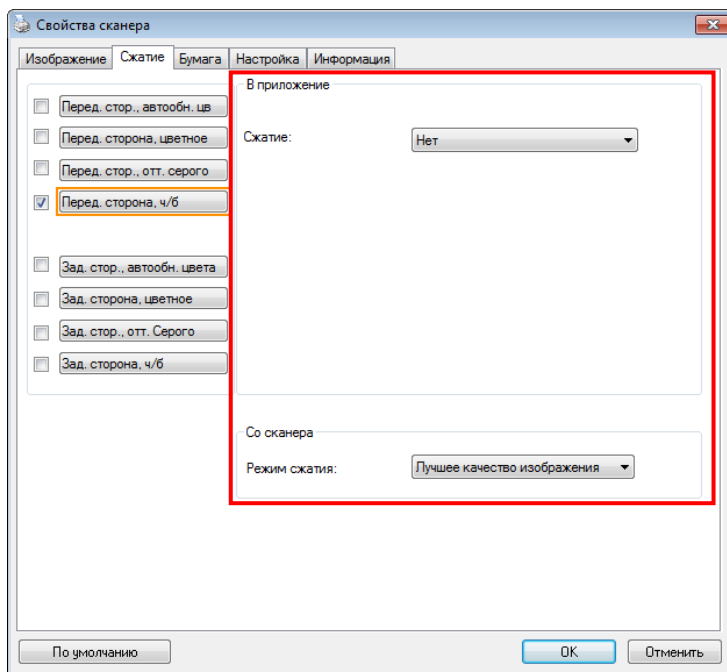 Свойства сканера
Изображение Сжатие Бумага Настройка Информация
Перед. стор., автообн. цв
Перед. сторона, цветное
Перед. стор., отт. серого
Перед. сторона, ч/б
Зад. стор., автообн. цвета
Зад. сторона, цветное
Зад. стор., отт. Серого
Зад. сторона, ч/б
В приложение
Сжатие: Нет
Со сканера
Режим сжатия: Лучшее качество изображения
По умолчанию OK Отменить